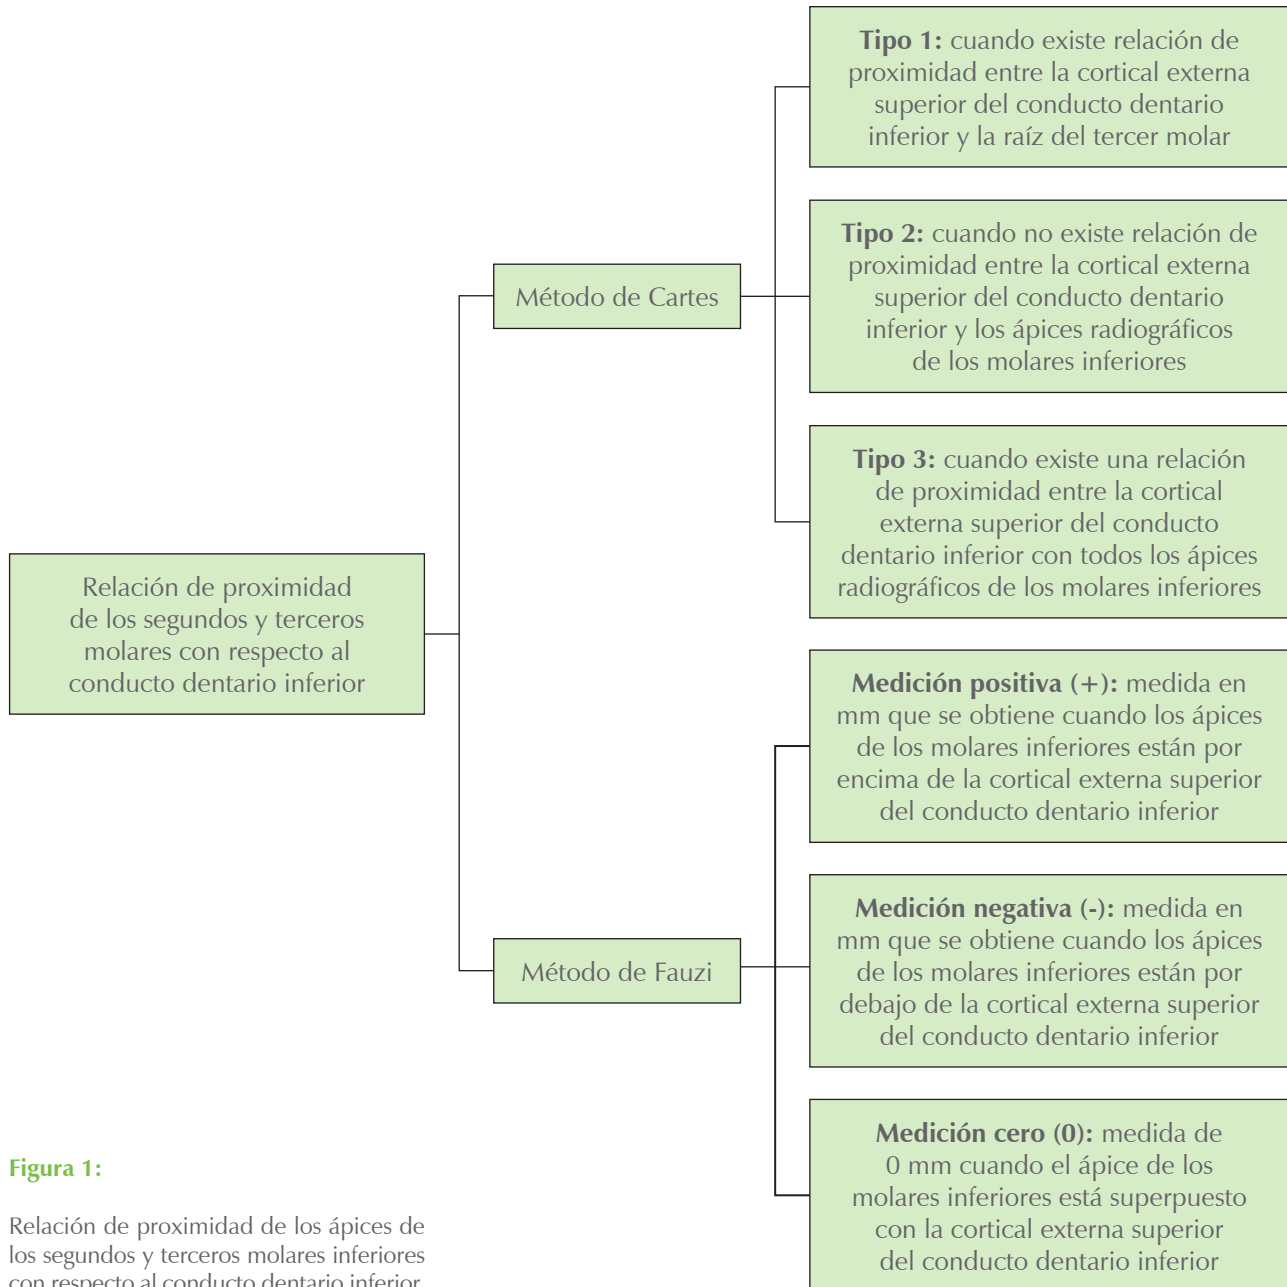 Tipo 1: cuando existe relación de
proximidad entre la cortical externa
superior del conducto dentario
inferior y la raíz del tercer molar
Tipo 2: cuando no existe relación de
proximidad entre la cortical externa
superior del conducto dentario
inferior y los ápices radiográficos
de los molares inferiores
Método de Cartes
Tipo 3: cuando existe una relación
de proximidad entre la cortical
externa superior del conducto
dentario inferior con todos los ápices
radiográficos de los molares inferiores
Relación de proximidad
de los segundos y terceros
molares con respecto al
conducto dentario inferior
Medición positiva (+): medida en
mm que se obtiene cuando los ápices
de los molares inferiores están por
encima de la cortical externa superior
del conducto dentario inferior
Medición negativa (-): medida en
mm que se obtiene cuando los ápices
de los molares inferiores están por
debajo de la cortical externa superior
del conducto dentario inferior
Método de Fauzi
Medición cero (0): medida de
0 mm cuando el ápice de los
molares inferiores está superpuesto
con la cortical externa superior
del conducto dentario inferior
Figura 1:
Relación de proximidad de los ápices de
los segundos y terceros molares inferiores
con respecto al conducto dentario inferior.